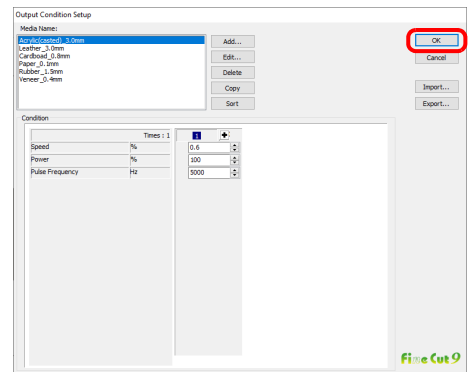 Output Condition Setup
Media Name:
Acrylic(casted)_3.0mm
Leather_3.0mm
Cardboad_0.8mm
Paper_0.1mm
Rubber_1.5mm
Veneer_0.4mm
Add...
Edit...
Delete
Copy
Sort
OK
Cancel
Import...
Export...
Condition
Times : 1 1 +
Speed % 0.6
Power % 100
Pulse Frequency Hz 5000
Fine Cut 9